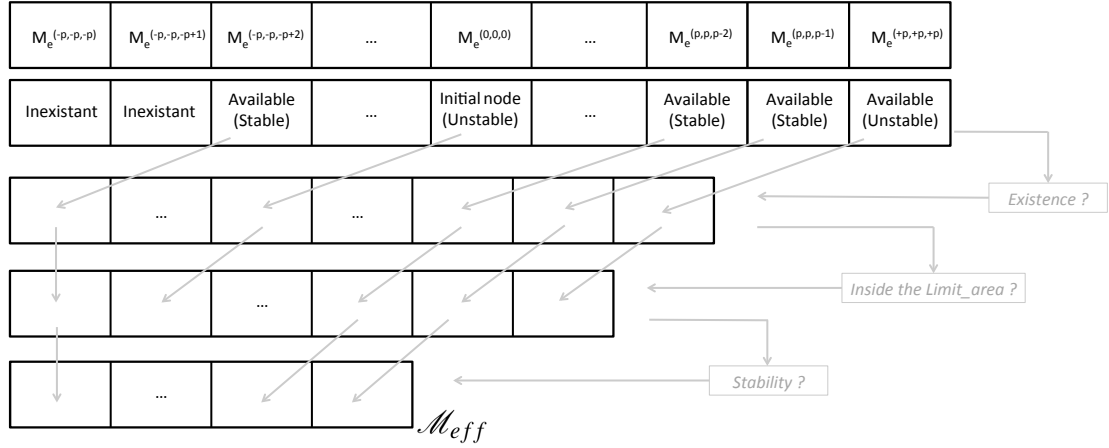 M_e^(-p,-p,-p) M_e^(-p,-p,-p+1) M_e^(-p,-p,-p+2) ... M_e^(0,0,0) ... M_e^(p,p,p-2) M_e^(p,p,p-1) M_e^(+p,+p,+p)
Inexistant Inexistant Available (Stable) ... Initial node (Unstable) ... Available (Stable) Available (Stable) Available (Unstable)
... ...
Existence ?
...
Inside the Limit_area ?
...
Stability ?
ℳ_eff